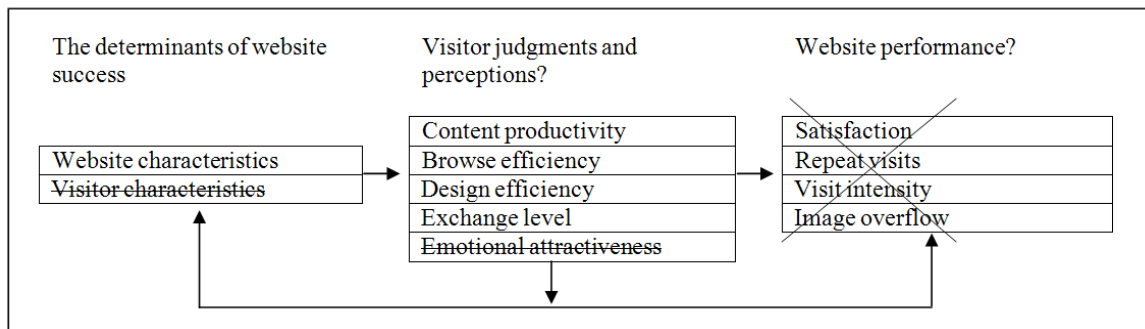 The determinants of website
success
Visitor judgments and
perceptions?
Website performance?
Website characteristics
Visitor characteristics
Content productivity
Browse efficiency
Design efficiency
Exchange level
Emotional attractiveness
Satisfaction
Repeat visits
Visit intensity
Image overflow